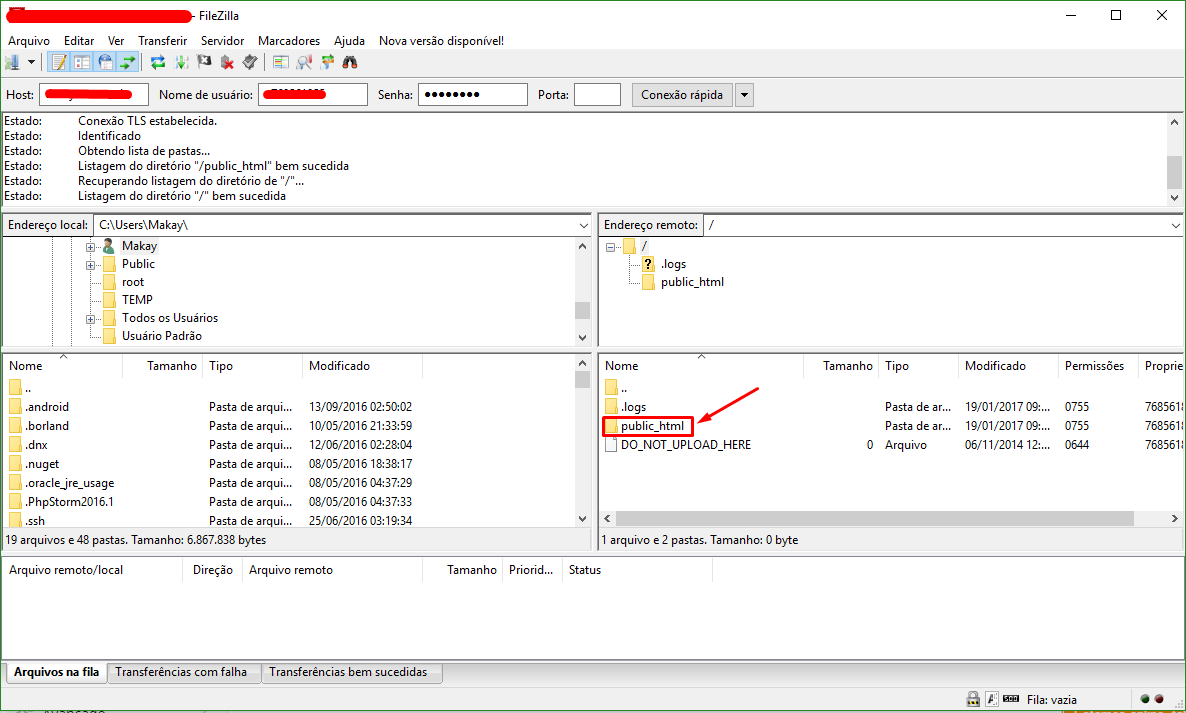 - FileZilla
Arquivo Editar Ver Transferir Servidor Marcadores Ajuda Nova versão disponível!
Host: Nome de usuário: Senha: ●●●●●●●● Porta: Conexão rápida
Estado: Conexão TLS estabelecida.
Estado: Identificado
Estado: Obtendo lista de pastas...
Estado: Listagem do diretório "/public_html" bem sucedida
Estado: Recuperando listagem do diretório de "/"...
Estado: Listagem do diretório "/" bem sucedida
Endereço local: C:\Users\Makay\
Makay
Public
root
TEMP
Todos os Usuários
Usuário Padrão
Endereço remoto: /
/
? .logs
public_html
Nome Tamanho Tipo Modificado
..
.android Pasta de arqui... 13/09/2016 02:50:02
.borland Pasta de arqui... 10/05/2016 21:33:59
.dnx Pasta de arqui... 12/06/2016 02:28:04
.nuget Pasta de arqui... 08/05/2016 18:38:17
.oracle_jre_usage Pasta de arqui... 08/05/2016 04:37:29
.PhpStorm2016.1 Pasta de arqui... 08/05/2016 04:37:33
.ssh Pasta de arqui... 25/06/2016 03:19:34
19 arquivos e 48 pastas. Tamanho: 6.867.838 bytes
Nome Tamanho Tipo Modificado Permissões Proprie
..
.logs Pasta de ar... 19/01/2017 09:... 0755 7685618
public_html Pasta de ar... 19/01/2017 09:... 0755 7685618
DO_NOT_UPLOAD_HERE 0 Arquivo 06/11/2014 12:... 0644 7685618
1 arquivo e 2 pastas. Tamanho: 0 byte
Arquivo remoto/local Direção Arquivo remoto Tamanho Priorid... Status
Arquivos na fila Transferências com falha Transferências bem sucedidas
Fila: vazia